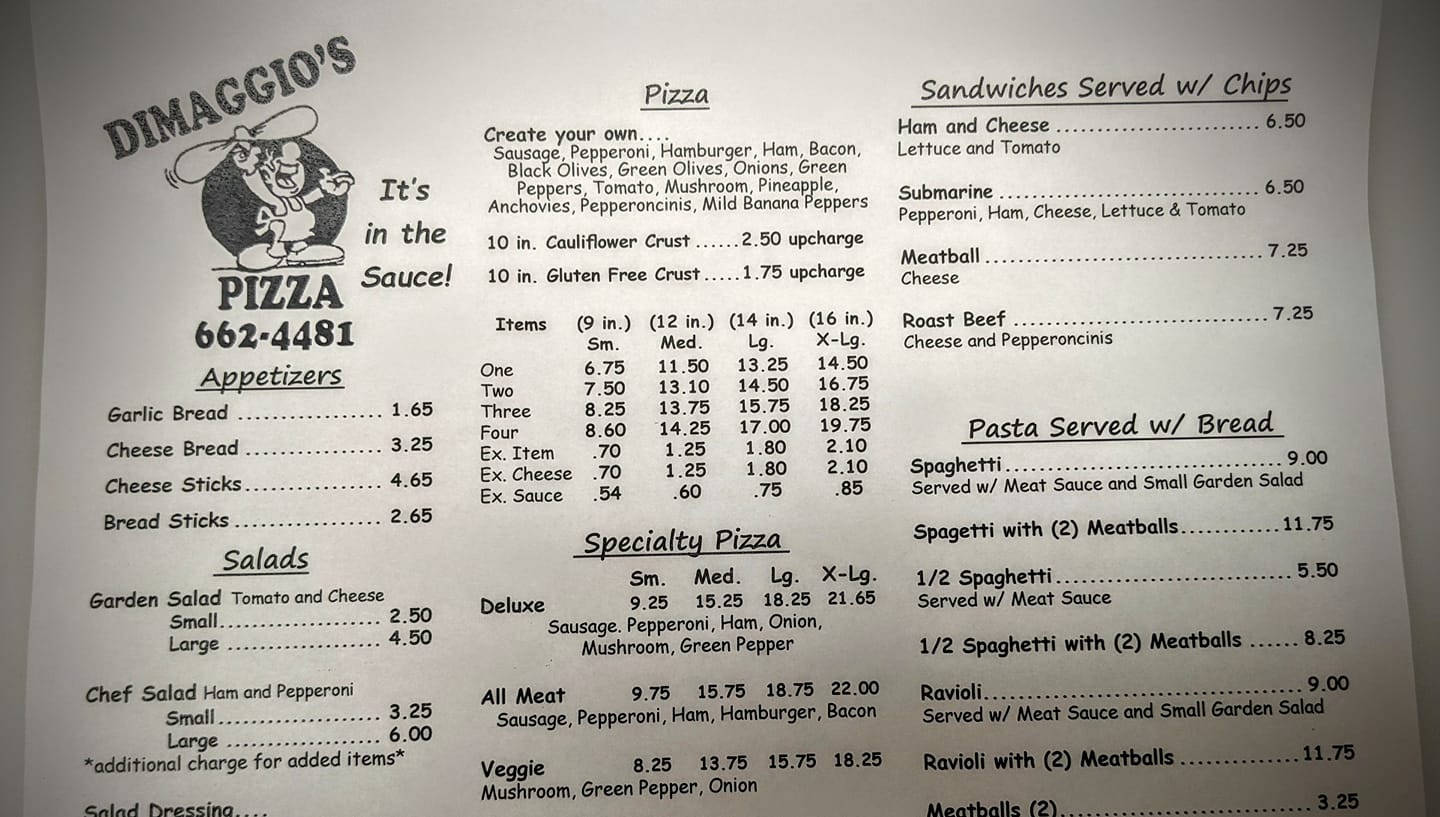 DIMAGGIO'S
PIZZA
662-4481
It's
in the
Sauce!
Appetizers
Garlic Bread ................. 1.65
Cheese Bread ................ 3.25
Cheese Sticks................ 4.65
Bread Sticks ................. 2.65
Salads
Garden Salad Tomato and Cheese
Small................... 2.50
Large .................. 4.50
Chef Salad Ham and Pepperoni
Small................... 3.25
Large .................. 6.00
*additional charge for added items*
Salad Dressing....
Pizza
Create your own....
Sausage, Pepperoni, Hamburger, Ham, Bacon,
Black Olives, Green Olives, Onions, Green
Peppers, Tomato, Mushroom, Pineapple,
Anchovies, Pepperoncinis, Mild Banana Peppers
10 in. Cauliflower Crust ......2.50 upcharge
10 in. Gluten Free Crust .....1.75 upcharge
Items (9 in.) (12 in.) (14 in.) (16 in.)
Sm. Med. Lg. X-Lg.
One 6.75 11.50 13.25 14.50
Two 7.50 13.10 14.50 16.75
Three 8.25 13.75 15.75 18.25
Four 8.60 14.25 17.00 19.75
Ex. Item .70 1.25 1.80 2.10
Ex. Cheese .70 1.25 1.80 2.10
Ex. Sauce .54 .60 .75 .85
Specialty Pizza
Sm. Med. Lg. X-Lg.
Deluxe 9.25 15.25 18.25 21.65
Sausage. Pepperoni, Ham, Onion,
Mushroom, Green Pepper
All Meat 9.75 15.75 18.75 22.00
Sausage, Pepperoni, Ham, Hamburger, Bacon
Veggie 8.25 13.75 15.75 18.25
Mushroom, Green Pepper, Onion
Sandwiches Served w/ Chips
Ham and Cheese ......................... 6.50
Lettuce and Tomato
Submarine ................................ 6.50
Pepperoni, Ham, Cheese, Lettuce & Tomato
Meatball .................................. 7.25
Cheese
Roast Beef ............................... 7.25
Cheese and Pepperoncinis
Pasta Served w/ Bread
Spaghetti.................................. 9.00
Served w/ Meat Sauce and Small Garden Salad
Spagetti with (2) Meatballs............11.75
1/2 Spaghetti............................. 5.50
Served w/ Meat Sauce
1/2 Spaghetti with (2) Meatballs ...... 8.25
Ravioli....................................... 9.00
Served w/ Meat Sauce and Small Garden Salad
Ravioli with (2) Meatballs ..............11.75
Meatballs (2)............................... 3.25